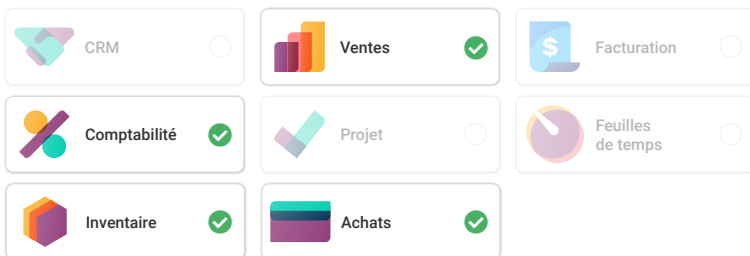 CRM
Ventes
$
Facturation
Comptabilité
Projet
Feuilles
de temps
Inventaire
Achats